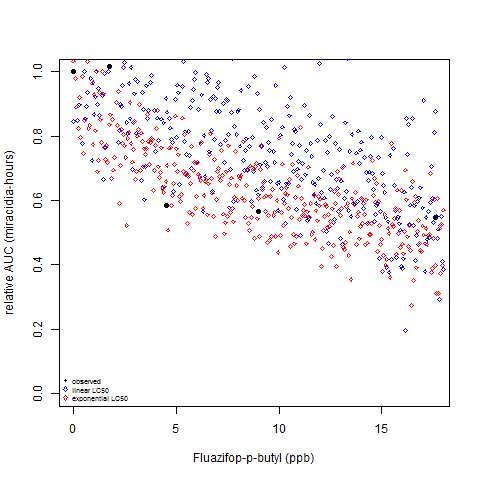 1.0
0.8
0.6
0.4
0.2
0.0
relative AUC (miracidia-hours)
observed
linear LC50
exponential LC50
0 5 10 15
Fluazifop-p-butyl (ppb)